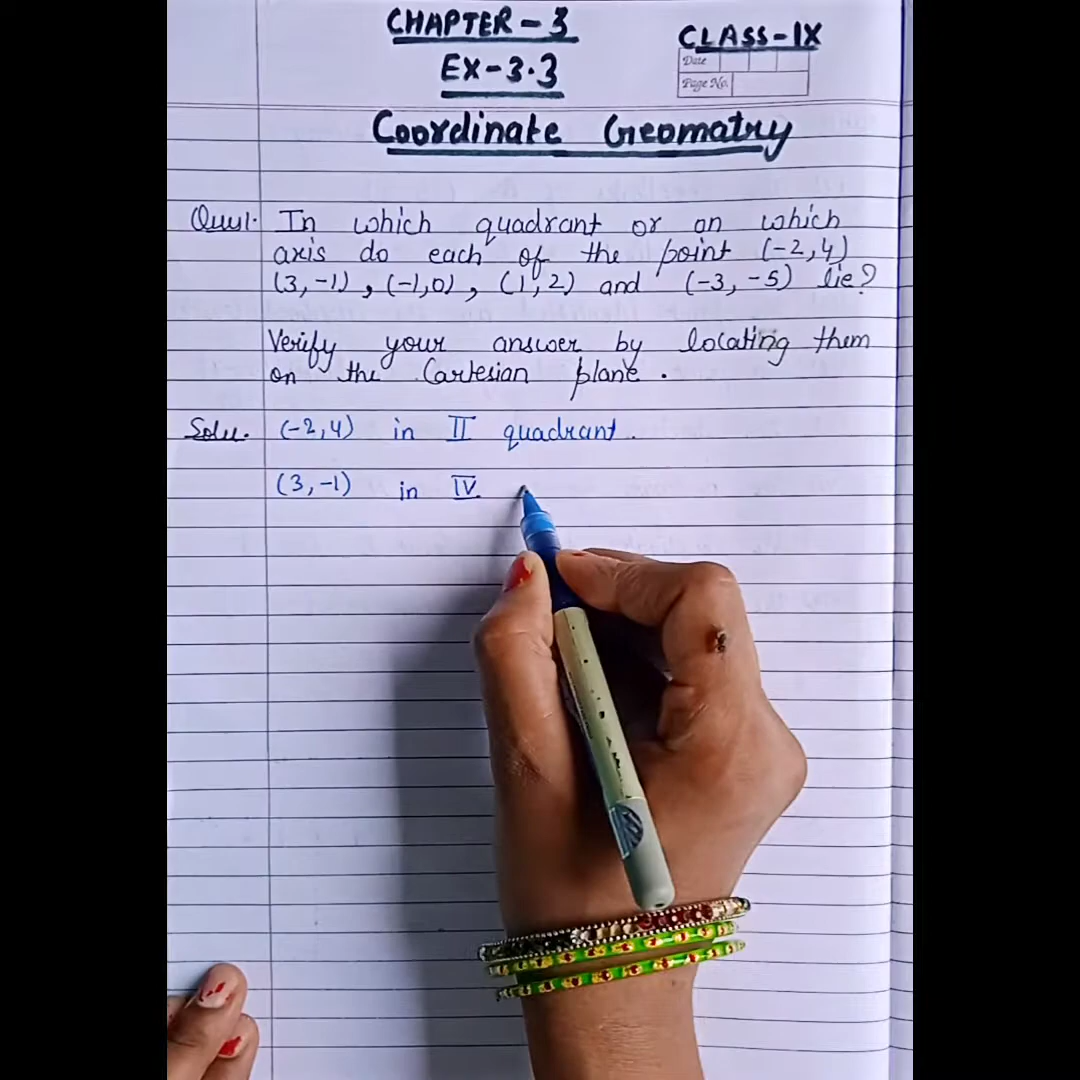 CHAPTER - 3
CLASS - IX
EX - 3.3
Date
Page No.
Coordinate Geomatry
Que1. In which quadrant or on which
axis do each of the point (-2,4)
(3, -1), (-1,0), (1, 2) and (-3, -5) lie?
Verify your answer by locating them
on the Cartesian plane.
Solu. (-2,4) in II quadrant.
(3, -1) in IV